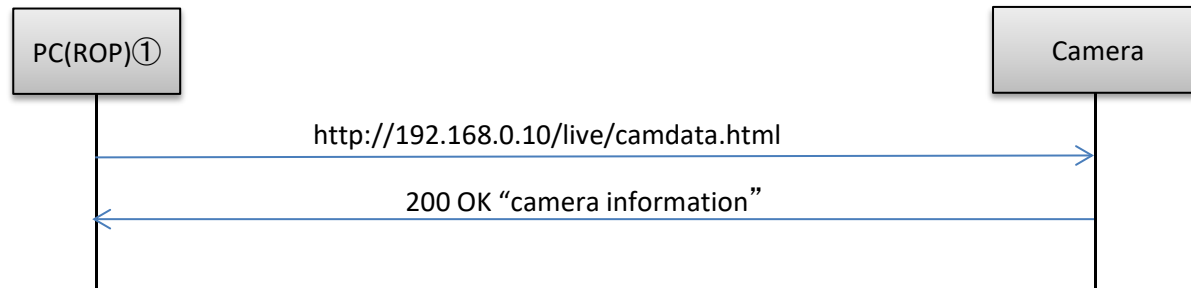 PC(ROP)①
Camera
http://192.168.0.10/live/camdata.html
200 OK “camera information”